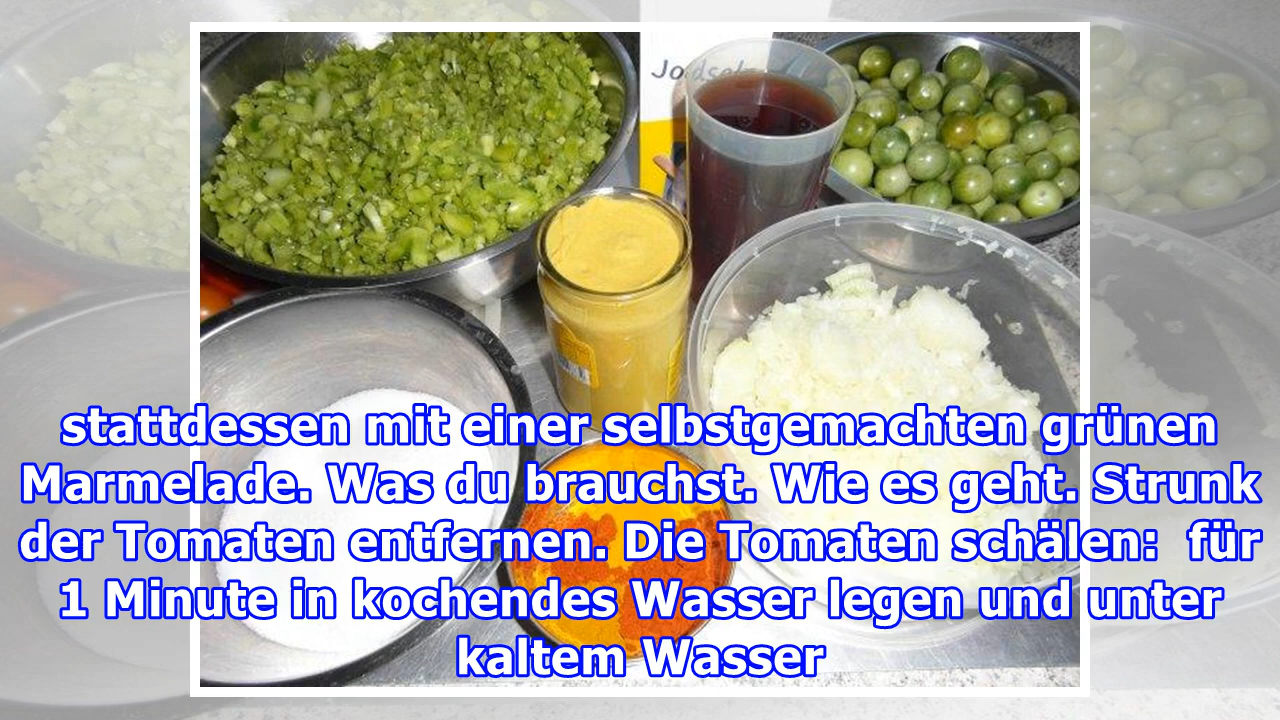 Jodsalz
stattdessen mit einer selbstgemachten grünen
Marmelade. Was du brauchst. Wie es geht. Strunk
der Tomaten entfernen. Die Tomaten schälen:  für
1 Minute in kochendes Wasser legen und unter
kaltem Wasser